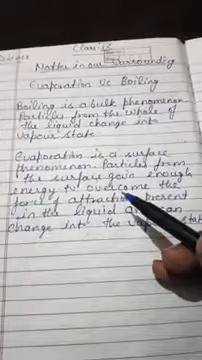 Class ix
Matter in our surrounding
Evaporation Vs Boiling
Boiling is a bulk phenomenon.
Particles from the whole of
the liquid change into
vapour state
Evaporation is a surface
phenomenon. Particles from
the surface gain enough
energy to overcome the
force of attraction present
in the liquid and can
change into the vapour state